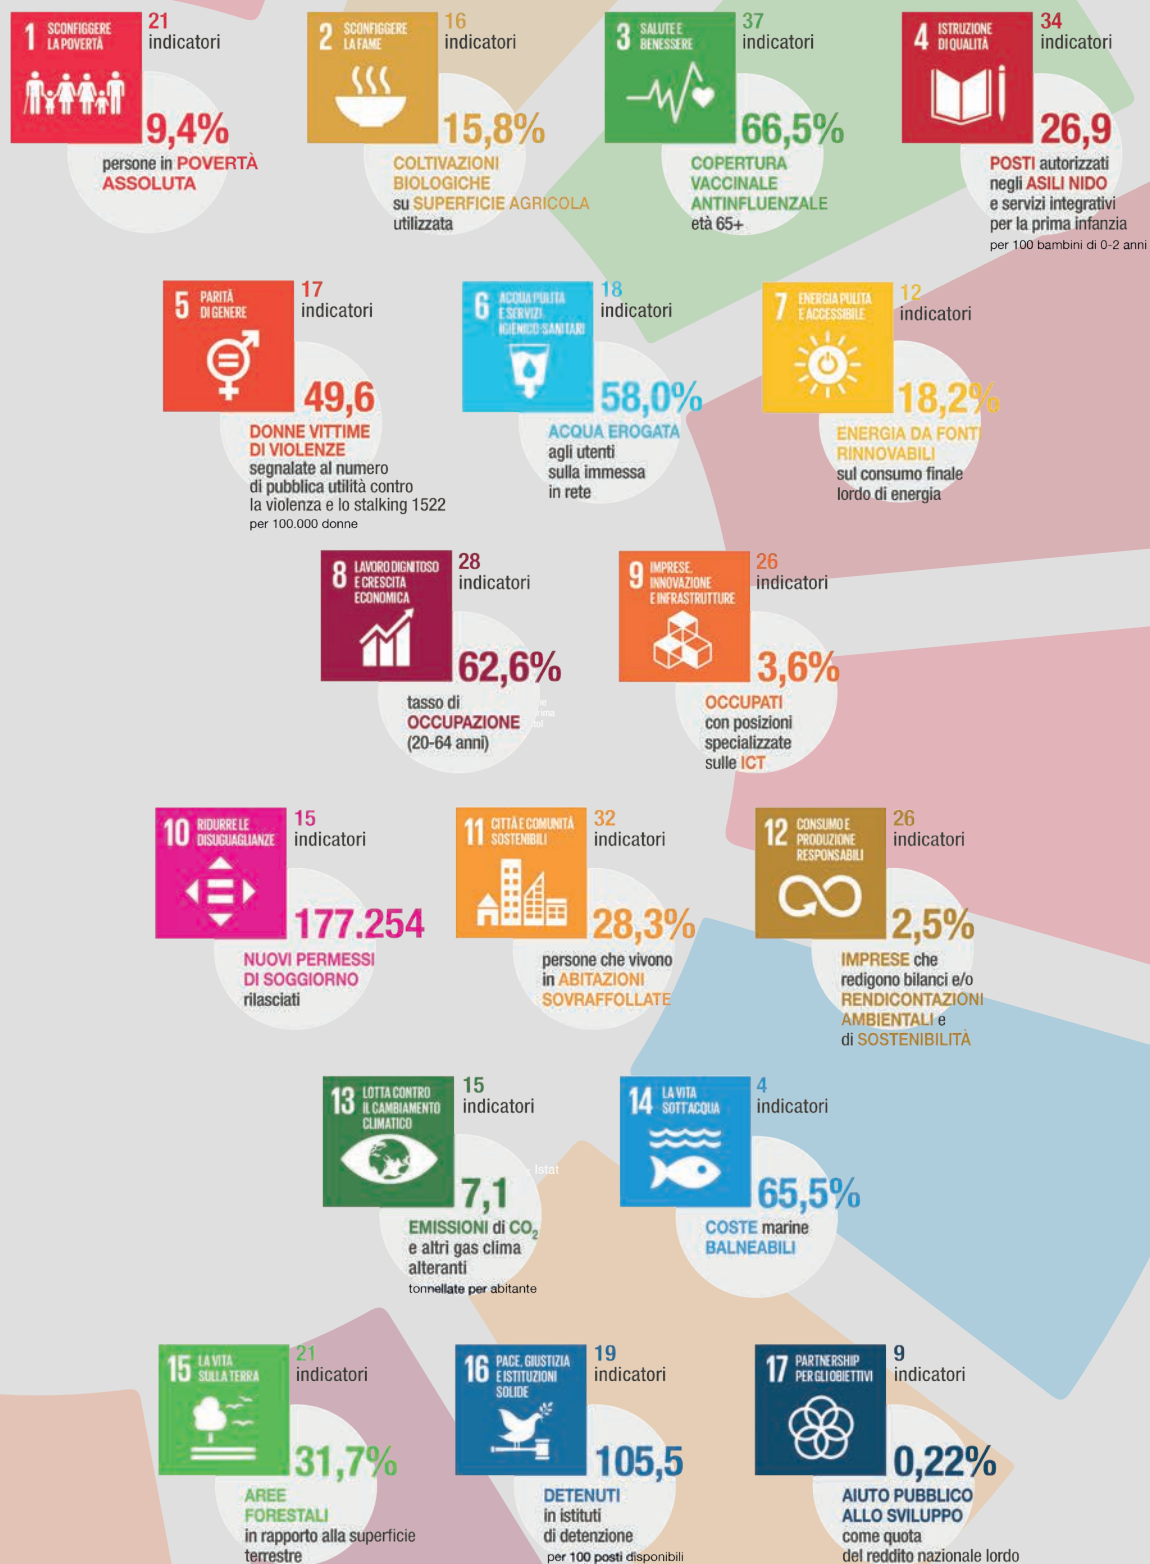 1 SCONFIGGERE
LA POVERTÀ
21
indicatori
9,4%
persone in POVERTÀ
ASSOLUTA
2 SCONFIGGERE
LA FAME
16
indicatori
15,8%
COLTIVAZIONI
BIOLOGICHE
su SUPERFICIE AGRICOLA
utilizzata
3 SALUTE E
BENESSERE
37
indicatori
66,5%
COPERTURA
VACCINALE
ANTINFLUENZALE
età 65+
4 ISTRUZIONE
DI QUALITÀ
34
indicatori
26,9
POSTI autorizzati
negli ASILI NIDO
e servizi integrativi
per la prima infanzia
per 100 bambini di 0-2 anni
5 PARITÀ
DI GENERE
17
indicatori
49,6
DONNE VITTIME
DI VIOLENZE
segnalate al numero
di pubblica utilità contro
la violenza e lo stalking 1522
per 100.000 donne
6 ACQUA PULITA
E SERVIZI
IGIENICO-SANITARI
18
indicatori
58,0%
ACQUA EROGATA
agli utenti
sulla immessa
in rete
7 ENERGIA PULITA
E ACCESSIBILE
12
indicatori
18,2%
ENERGIA DA FONTI
RINNOVABILI
sul consumo finale
lordo di energia
8 LAVORO DIGNITOSO
E CRESCITA
ECONOMICA
28
indicatori
62,6%
tasso di
OCCUPAZIONE
(20-64 anni)
9 IMPRESE,
INNOVAZIONE
E INFRASTRUTTURE
26
indicatori
3,6%
OCCUPATI
con posizioni
specializzate
sulle ICT
10 RIDURRE LE
DISUGUAGLIANZE
15
indicatori
177.254
NUOVI PERMESSI
DI SOGGIORNO
rilasciati
11 CITTÀ E COMUNITÀ
SOSTENIBILI
32
indicatori
28,3%
persone che vivono
in ABITAZIONI
SOVRAFFOLLATE
12 CONSUMO E
PRODUZIONE
RESPONSABILI
26
indicatori
2,5%
IMPRESE che
redigono bilanci e/o
RENDICONTAZIONI
AMBIENTALI e
di SOSTENIBILITÀ
13 LOTTA CONTRO
IL CAMBIAMENTO
CLIMATICO
15
indicatori
- Istat
7,1
EMISSIONI di CO₂
e altri gas clima
alteranti
tonnellate per abitante
14 LA VITA
SOTT'ACQUA
4
indicatori
65,5%
COSTE marine
BALNEABILI
15 LA VITA
SULLA TERRA
21
indicatori
31,7%
AREE
FORESTALI
in rapporto alla superficie
terrestre
16 PACE, GIUSTIZIA
E ISTITUZIONI
SOLIDE
19
indicatori
105,5
DETENUTI
in istituti
di detenzione
per 100 posti disponibili
17 PARTNERSHIP
PER GLI OBIETTIVI
9
indicatori
0,22%
AIUTO PUBBLICO
ALLO SVILUPPO
come quota
del reddito nazionale lordo